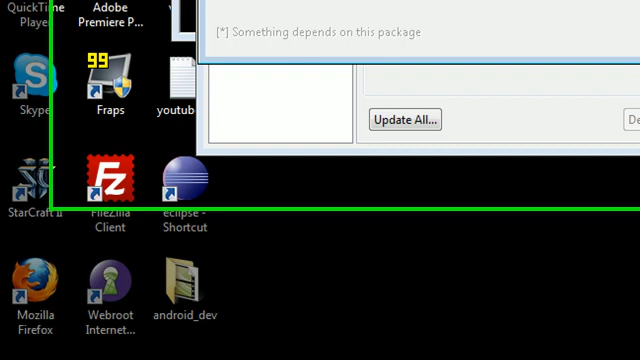 QuickTime
Player
Adobe
Premiere P...
[*] Something depends on this package
99
Skype
Fraps
youtub
Update All...
De
StarCraft II
FileZilla
Client
eclipse -
Shortcut
Mozilla
Firefox
Webroot
Internet...
android_dev